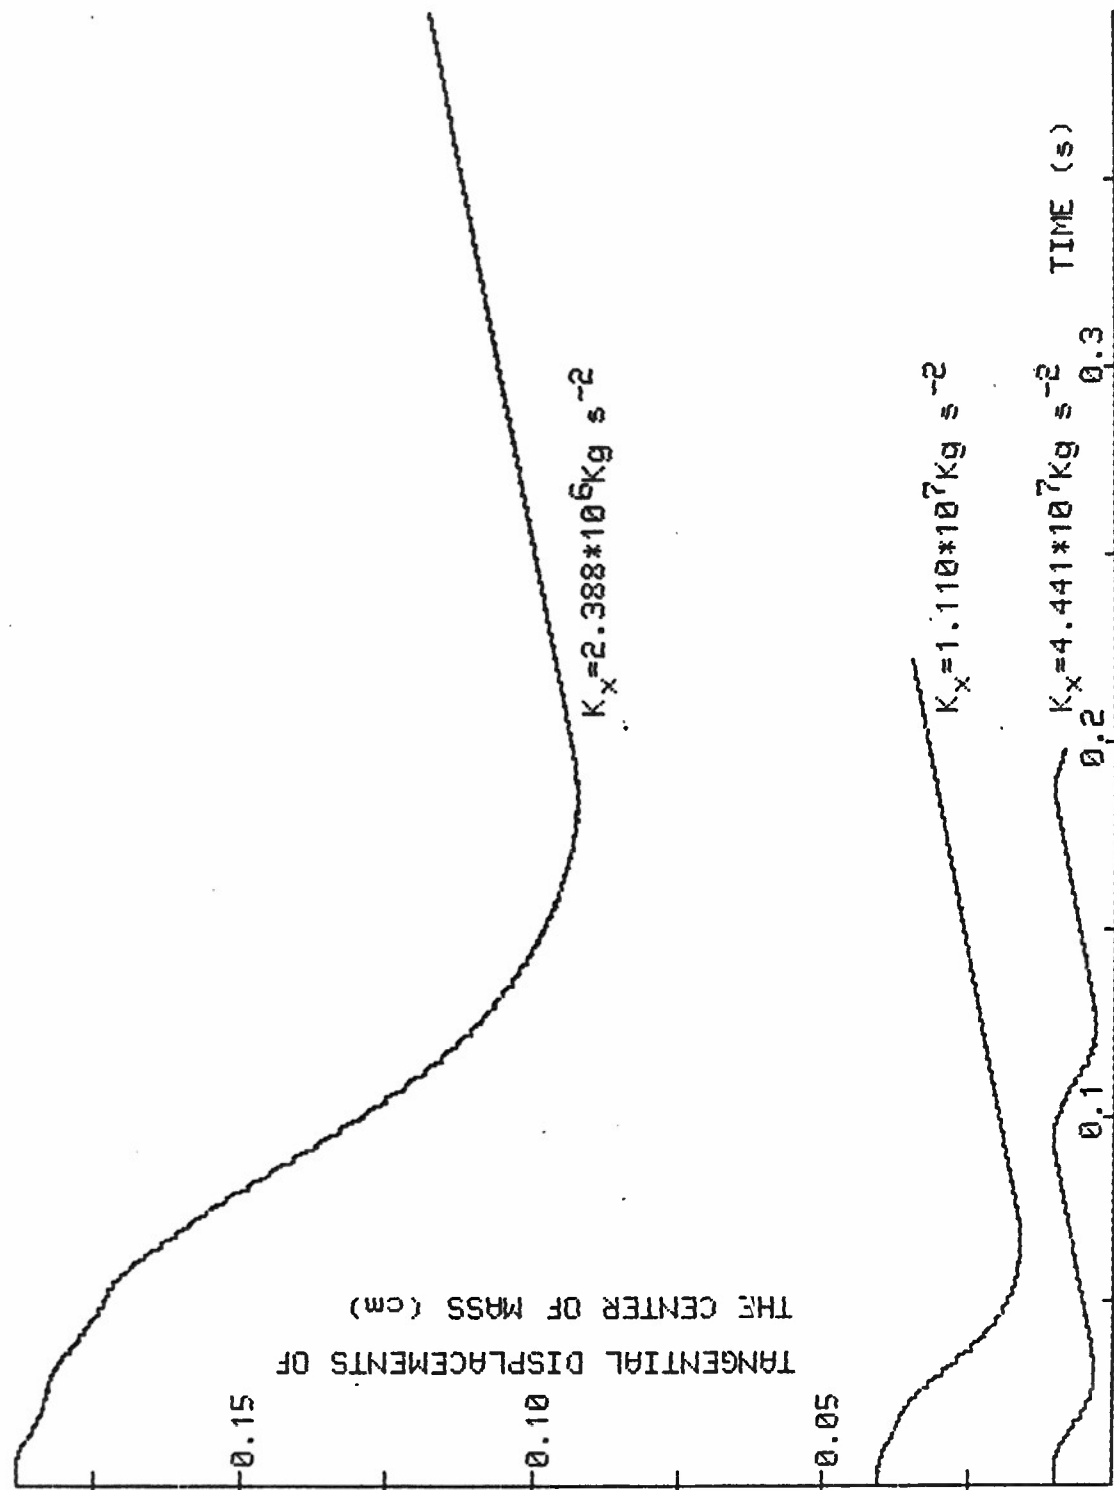 TANGENTIAL DISPLACEMENTS OF
THE CENTER OF MASS (cm)
0.15
0.10
0.05
K_x=2.388*10^6Kg s^-2
K_x=1.110*10^7Kg s^-2
K_x=4.441*10^7Kg s^-2
0.1
0.2
0.3
TIME (s)